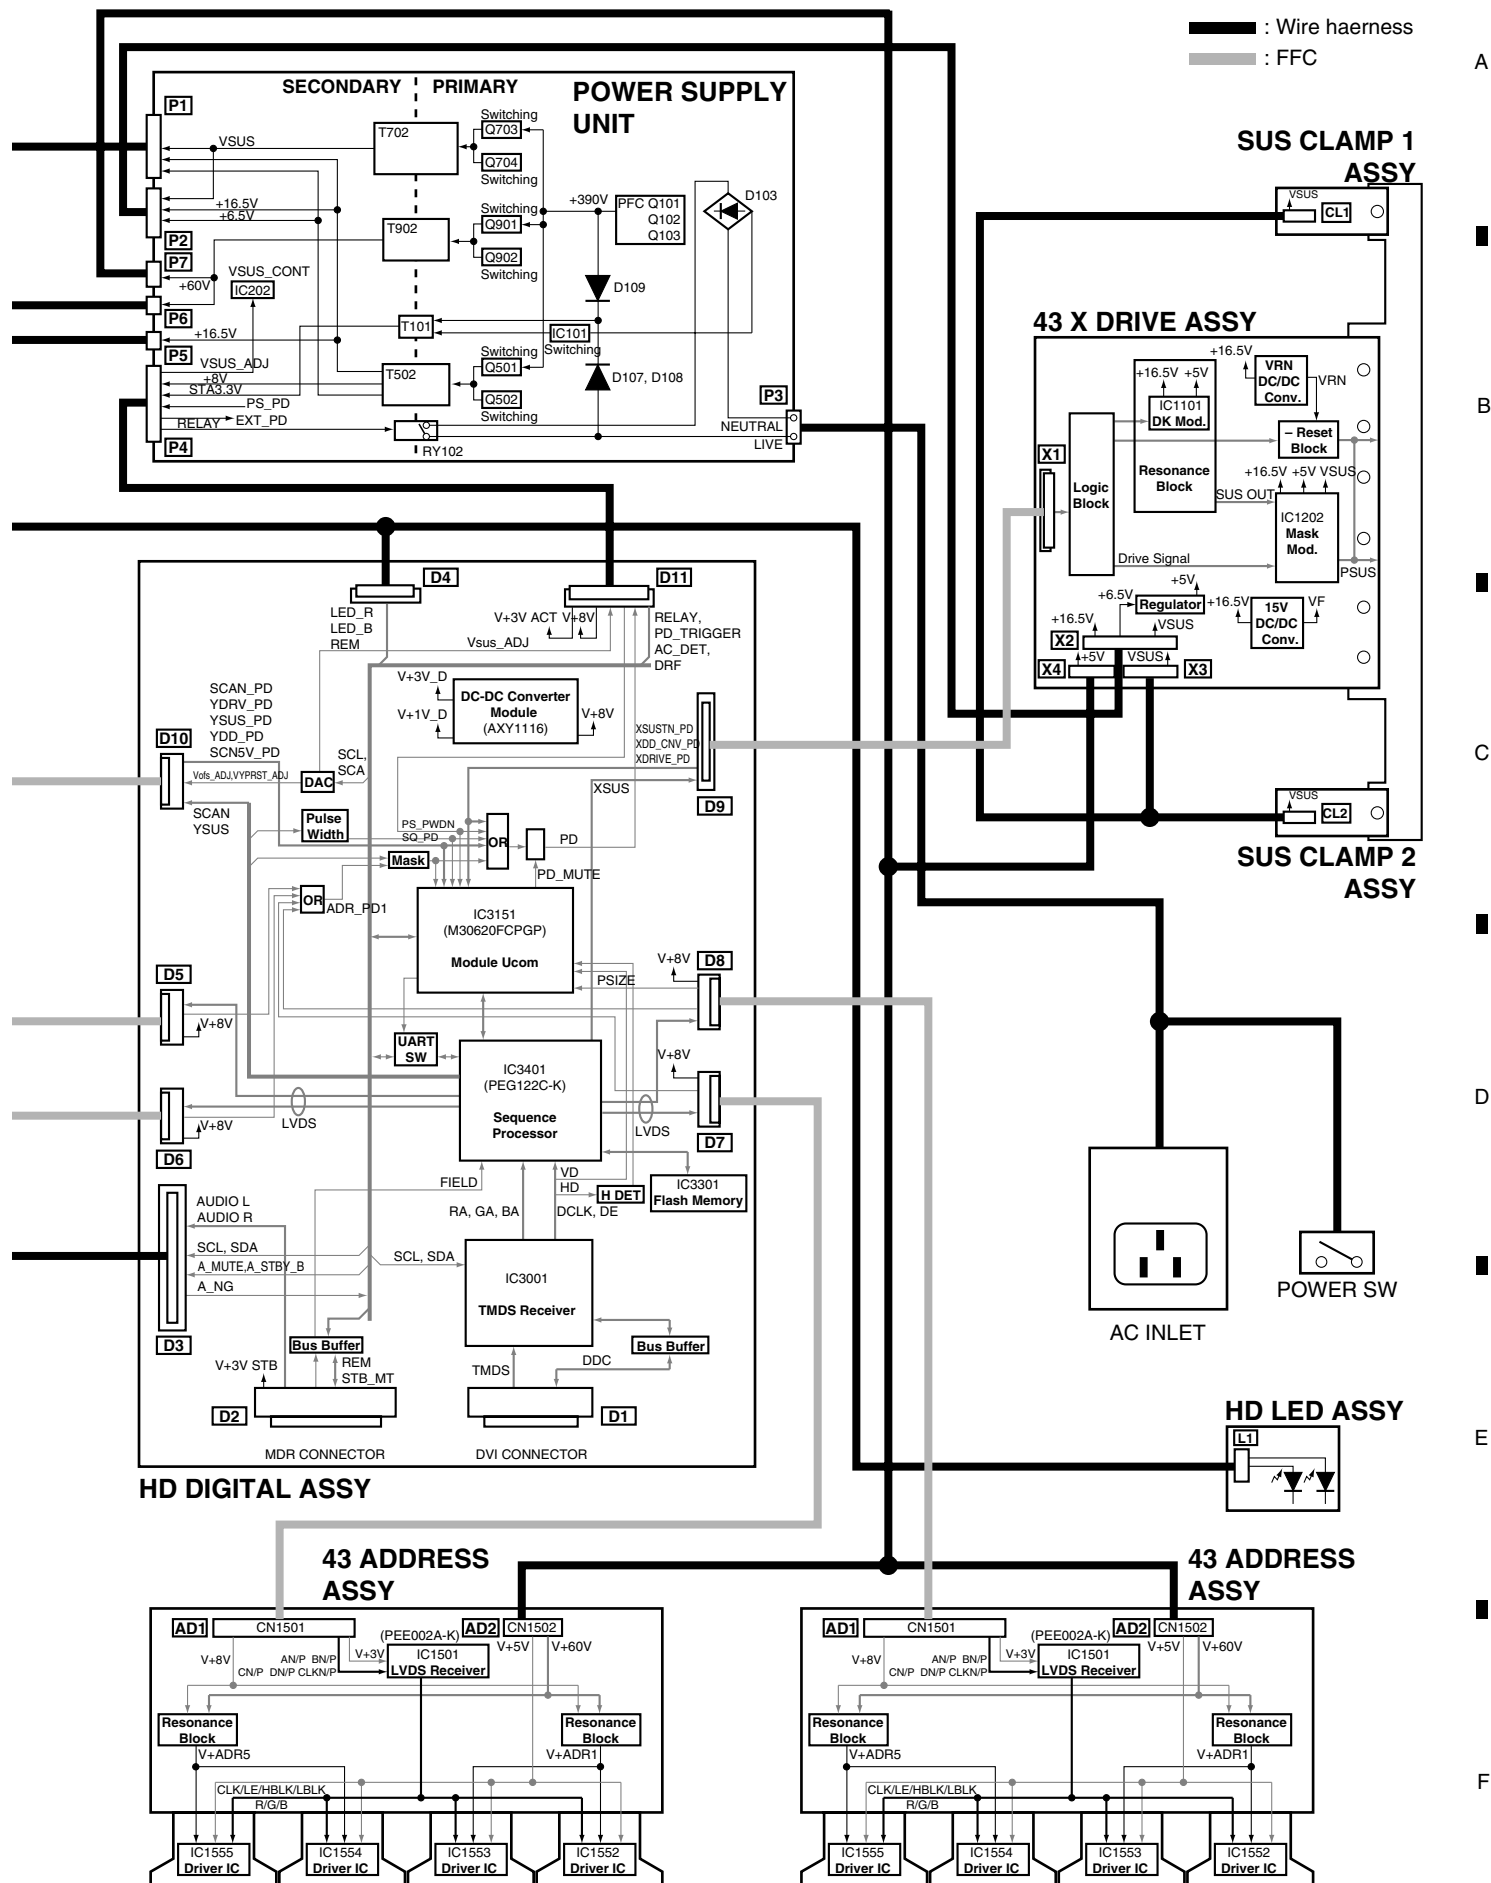 : Wire haerness
: FFC
A
SECONDARY
PRIMARY
POWER SUPPLY
UNIT
P1
VSUS
T702
Switching
Q703
Q704
Switching
+16.5V
+6.5V
P2
T902
Switching
Q901
Q902
Switching
+390V
PFC Q101
Q102
Q103
D103
P7
+60V
VSUS_CONT
IC202
P6
D109
+16.5V
P5
T101
IC101
Switching
VSUS_ADJ
+8V
STA3.3V
PS_PD
RELAY
EXT_PD
P4
T502
Switching
Q501
Q502
Switching
D107, D108
RY102
P3
NEUTRAL
LIVE
SUS CLAMP 1
ASSY
VSUS
CL1
43 X DRIVE ASSY
+16.5V
+5V
IC1101
DK Mod.
+16.5V
VRN
DC/DC
Conv.
VRN
– Reset
Block
B
X1
Logic
Block
Resonance
Block
+16.5V +5V VSUS
SUS OUT
IC1202
Mask
Mod.
Drive Signal
PSUS
+5V
+6.5V
Regulator
+16.5V
VSUS
+16.5V
15V
DC/DC
Conv.
VF
X2
X4
+5V
VSUS
X3
D4
LED_R
LED_B
REM
D11
V+3V ACT
V+8V
Vsus_ADJ
RELAY,
PD_TRIGGER
AC_DET,
DRF
SCAN_PD
YDRV_PD
YSUS_PD
YDD_PD
SCN5V_PD
V+3V_D
V+1V_D
DC-DC Converter
Module
(AXY1116)
V+8V
XSUSTN_PD
XDD_CNV_PD
XDRIVE_PD
D10
Vofs_ADJ,VYPRST_ADJ
DAC
SCL,
SCA
XSUS
D9
C
SCAN
YSUS
Pulse
Width
PS_PWDN
SQ_PD
OR
PD
Mask
PD_MUTE
VSUS
CL2
SUS CLAMP 2
ASSY
OR
ADR_PD1
IC3151
(M30620FCPGP)
Module Ucom
D5
V+8V
V+8V
D8
PSIZE
UART
SW
V+8V
IC3401
(PEG122C-K)
Sequence
Processor
V+8V
LVDS
LVDS
D6
D7
D
FIELD
VD
HD
H DET
IC3301
Flash Memory
RA, GA, BA
DCLK, DE
AUDIO L
AUDIO R
SCL, SDA
A_MUTE,A_STBY_B
A_NG
D3
SCL, SDA
IC3001
TMDS Receiver
Bus Buffer
Bus Buffer
V+3V STB
REM
STB_MT
TMDS
DDC
D2
D1
MDR CONNECTOR
DVI CONNECTOR
HD DIGITAL ASSY
AC INLET
POWER SW
HD LED ASSY
L1
E
43 ADDRESS
ASSY
AD1
CN1501
AD2
CN1502
(PEE002A-K)
V+5V
V+60V
V+8V
AN/P BN/P
CN/P DN/P CLKN/P
V+3V
IC1501
LVDS Receiver
Resonance
Block
Resonance
Block
V+ADR5
V+ADR1
CLK/LE/HBLK/LBLK
R/G/B
IC1555
Driver IC
IC1554
Driver IC
IC1553
Driver IC
IC1552
Driver IC
43 ADDRESS
ASSY
AD1
CN1501
AD2
CN1502
(PEE002A-K)
V+5V
V+60V
V+8V
AN/P BN/P
CN/P DN/P CLKN/P
V+3V
IC1501
LVDS Receiver
Resonance
Block
Resonance
Block
V+ADR5
V+ADR1
CLK/LE/HBLK/LBLK
R/G/B
IC1555
Driver IC
IC1554
Driver IC
IC1553
Driver IC
IC1552
Driver IC
F